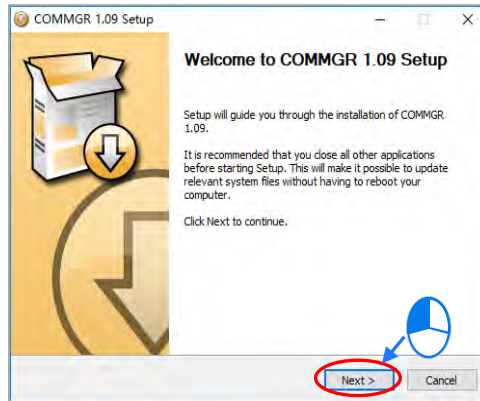 COMMGR 1.09 Setup
Welcome to COMMGR 1.09 Setup
Setup will guide you through the installation of COMMGR
1.09.
It is recommended that you close all other applications
before starting Setup. This will make it possible to update
relevant system files without having to reboot your
computer.
Click Next to continue.
Next >
Cancel